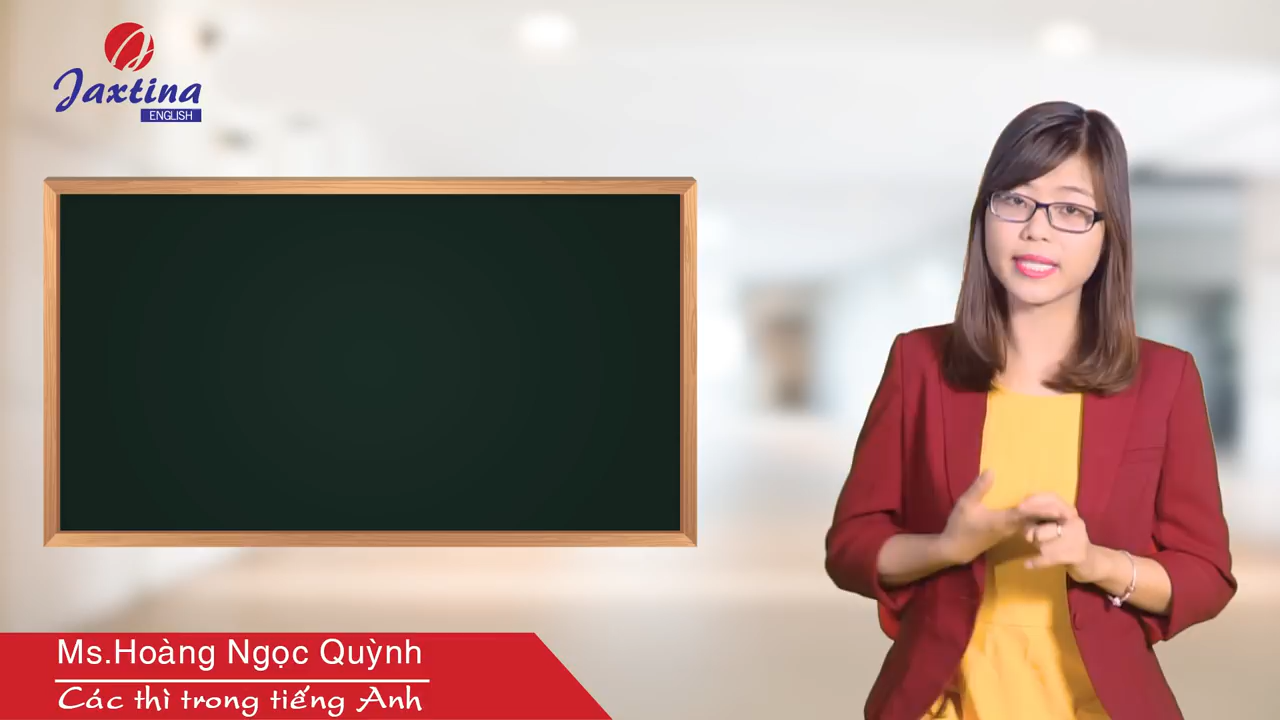 Jaxtina
ENGLISH
Ms.Hoàng Ngọc Quỳnh
Các thì trong tiếng Anh